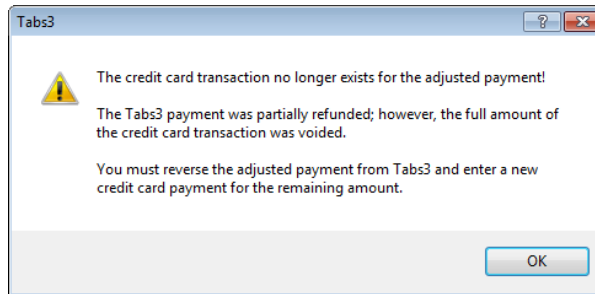 Tabs3
?
The credit card transaction no longer exists for the adjusted payment!
The Tabs3 payment was partially refunded; however, the full amount of
the credit card transaction was voided.
You must reverse the adjusted payment from Tabs3 and enter a new
credit card payment for the remaining amount.
OK